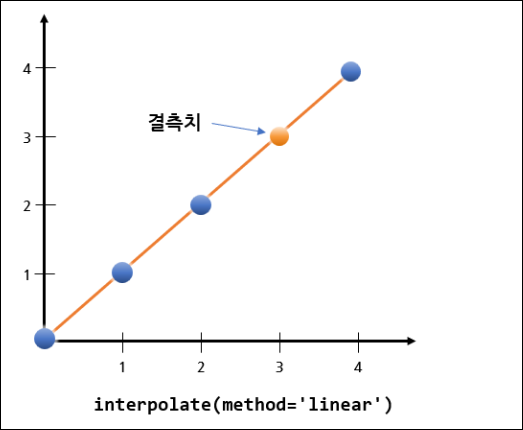 4
결측치
3
2
1
1 2 3 4
interpolate(method='linear')